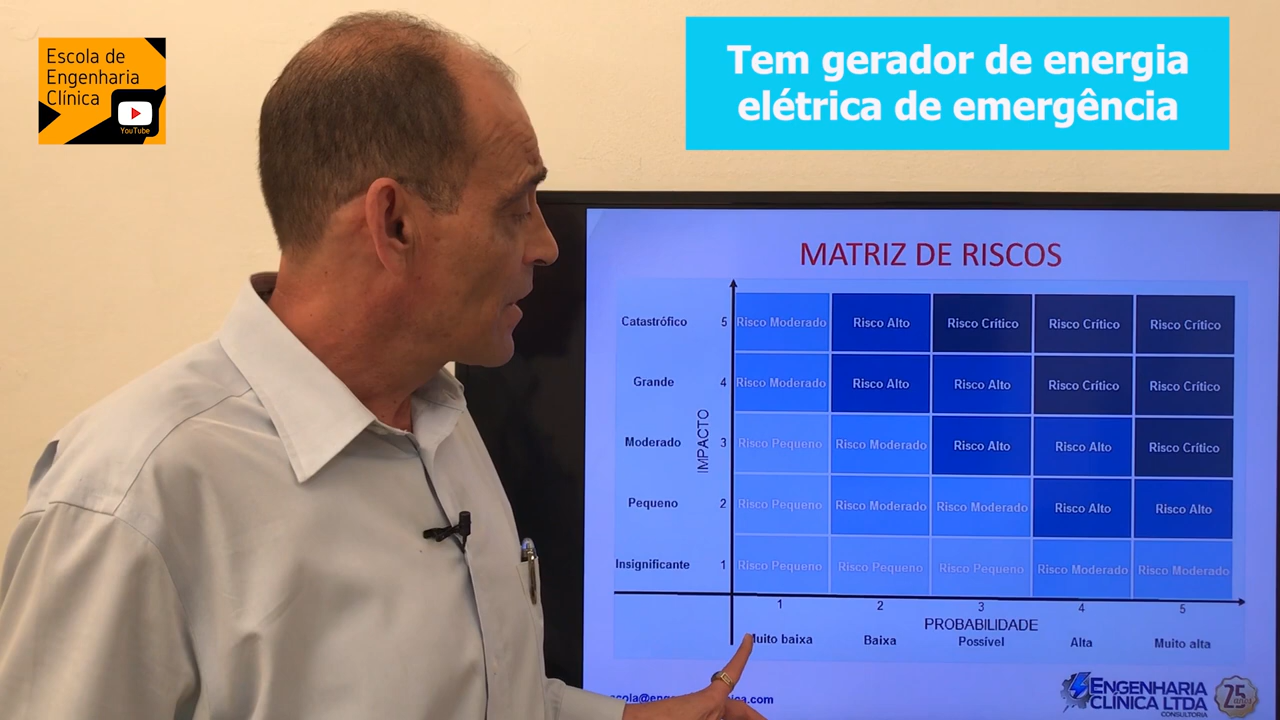 Escola de
Engenharia
Clínica
YouTube
Tem gerador de energia
elétrica de emergência
MATRIZ DE RISCOS
Catastrófico 5 Risco Moderado Risco Alto Risco Crítico Risco Crítico Risco Crítico
Grande 4 Risco Moderado Risco Alto Risco Alto Risco Crítico Risco Crítico
IMPACTO
Moderado 3 Risco Pequeno Risco Moderado Risco Alto Risco Alto Risco Crítico
Pequeno 2 Risco Pequeno Risco Moderado Risco Moderado Risco Alto Risco Alto
Insignificante 1 Risco Pequeno Risco Pequeno Risco Pequeno Risco Moderado Risco Moderado
1 2 3 4 5
PROBABILIDADE
Muito baixa Baixa Possível Alta Muito alta
ENGENHARIA
CLÍNICA LTDA
CONSULTORIA
25
anos